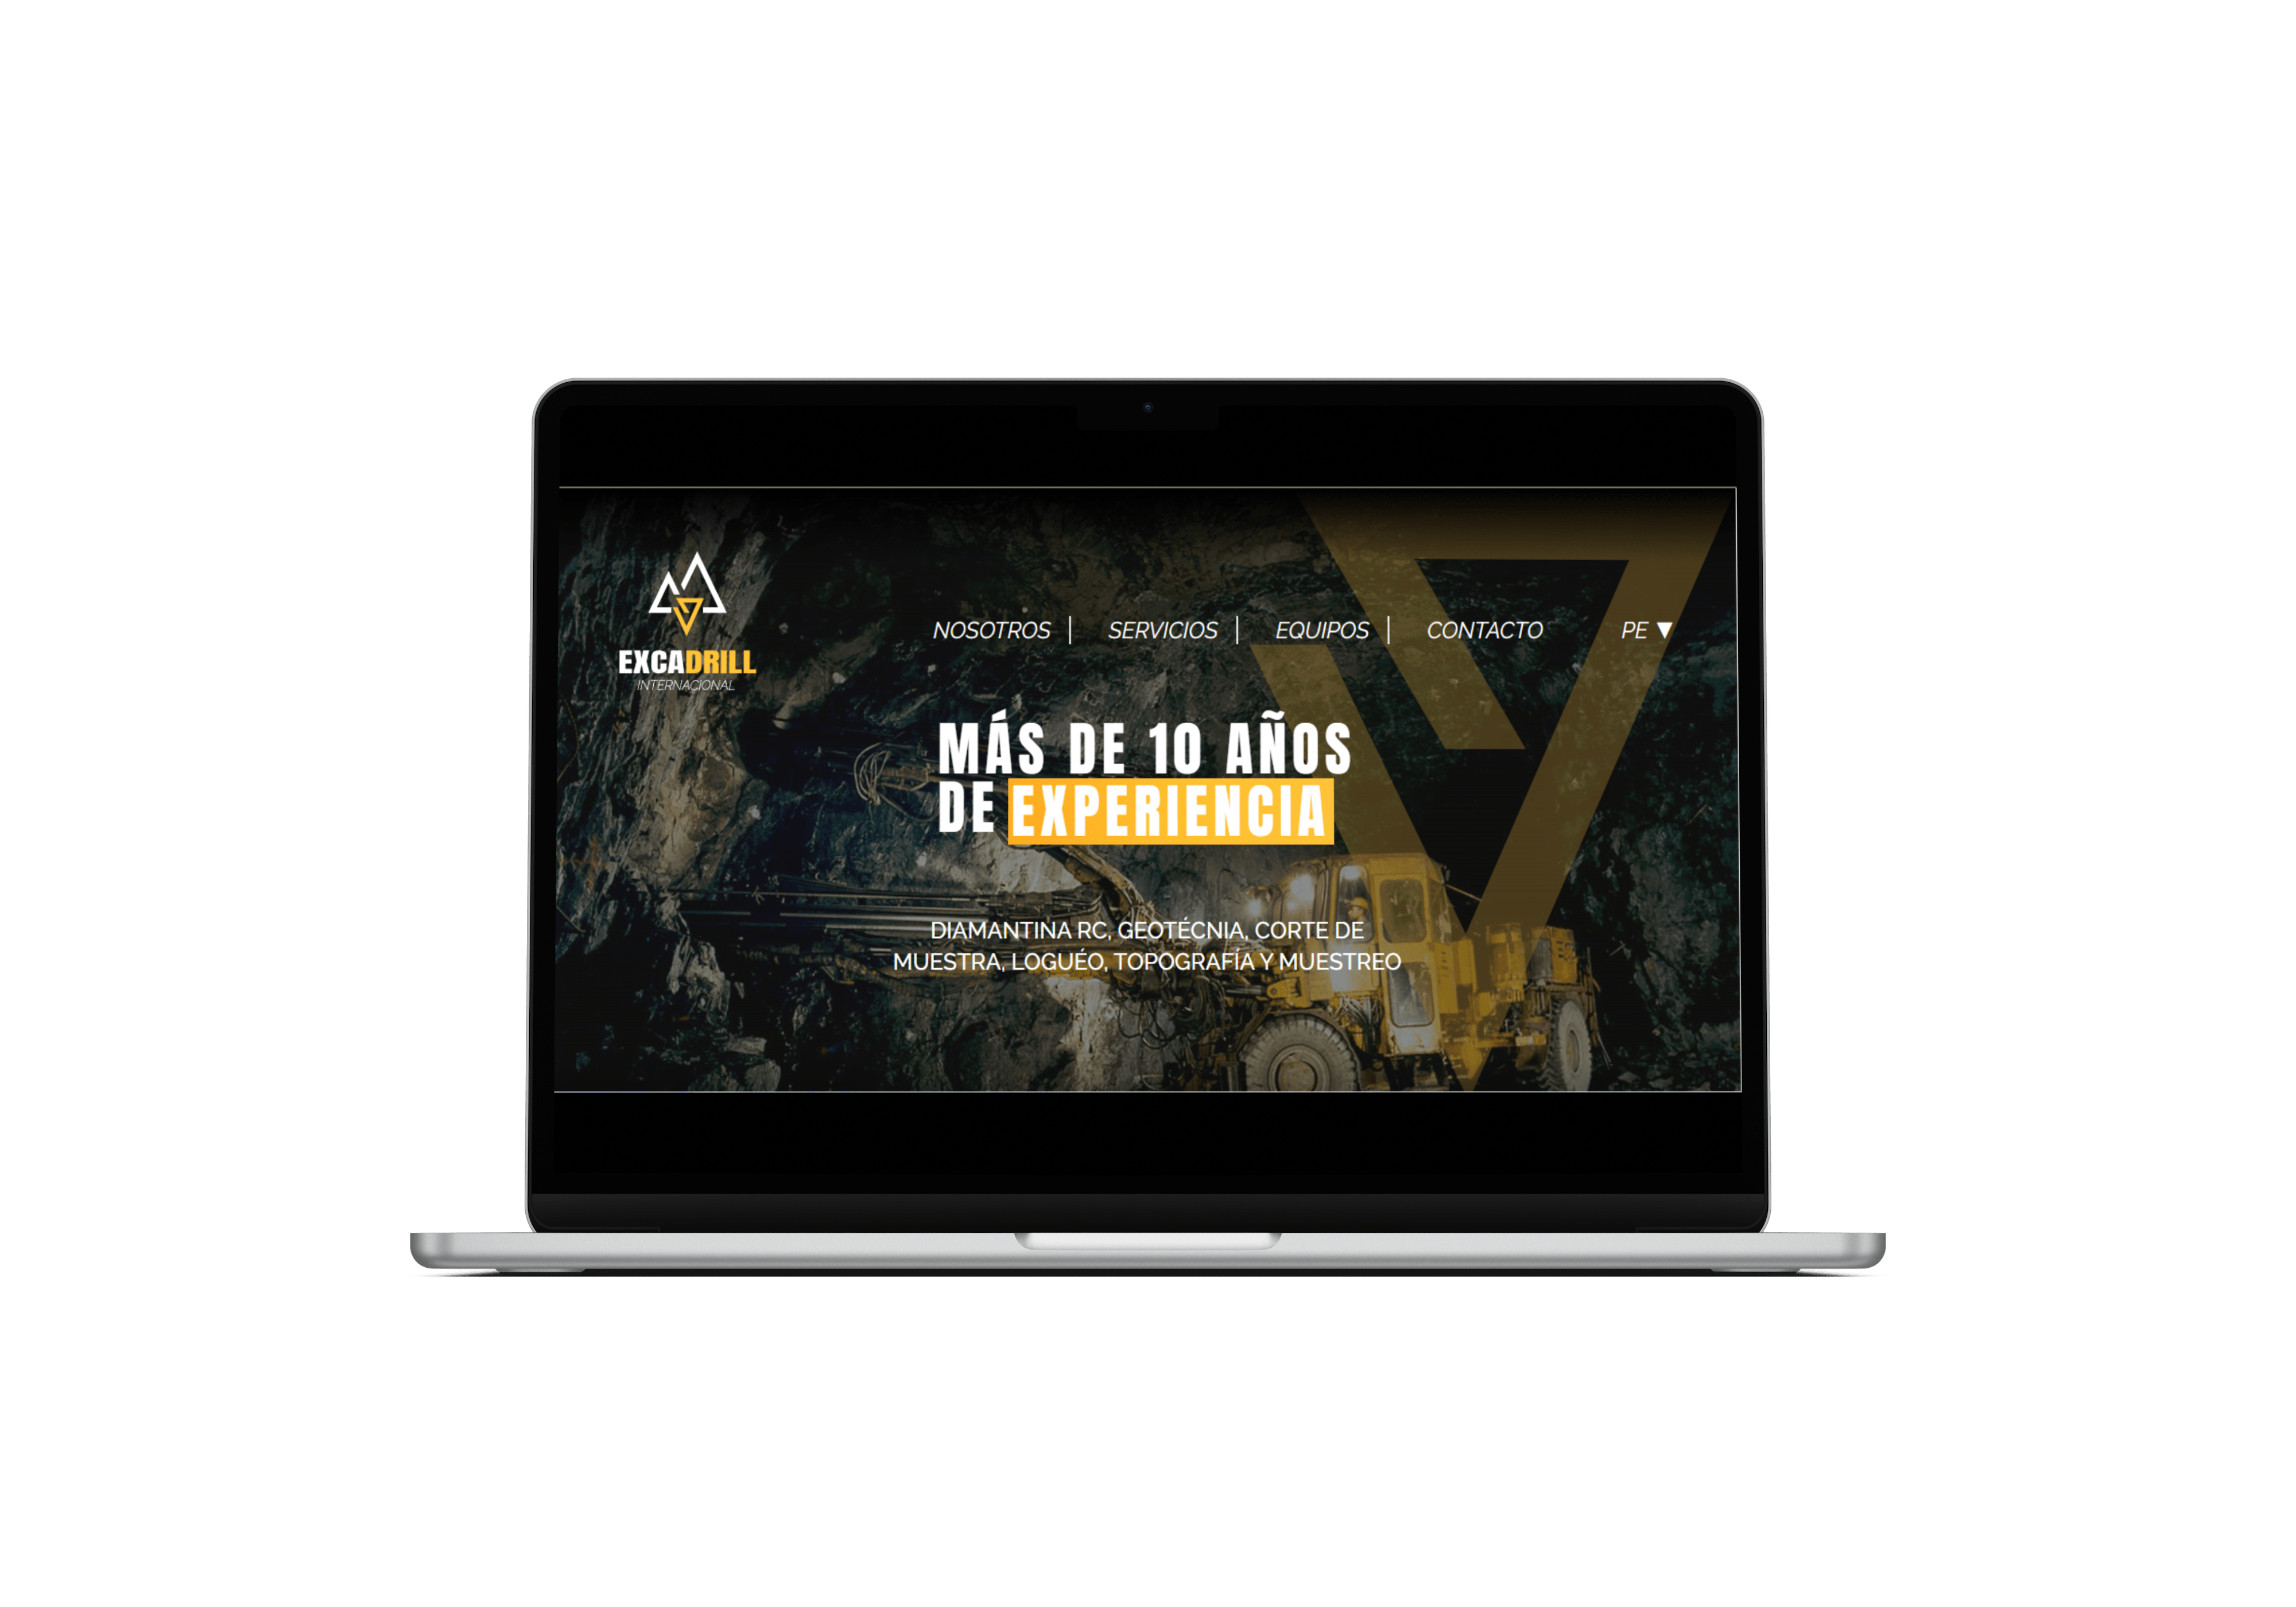 EXCADRILL
INTERNACIONAL
NOSOTROS | SERVICIOS | EQUIPOS | CONTACTO PE ▼
MÁS DE 10 AÑOS
DE EXPERIENCIA
DIAMANTINA RC, GEOTÉCNIA, CORTE DE
MUESTRA, LOGUÉO, TOPOGRAFÍA Y MUESTREO